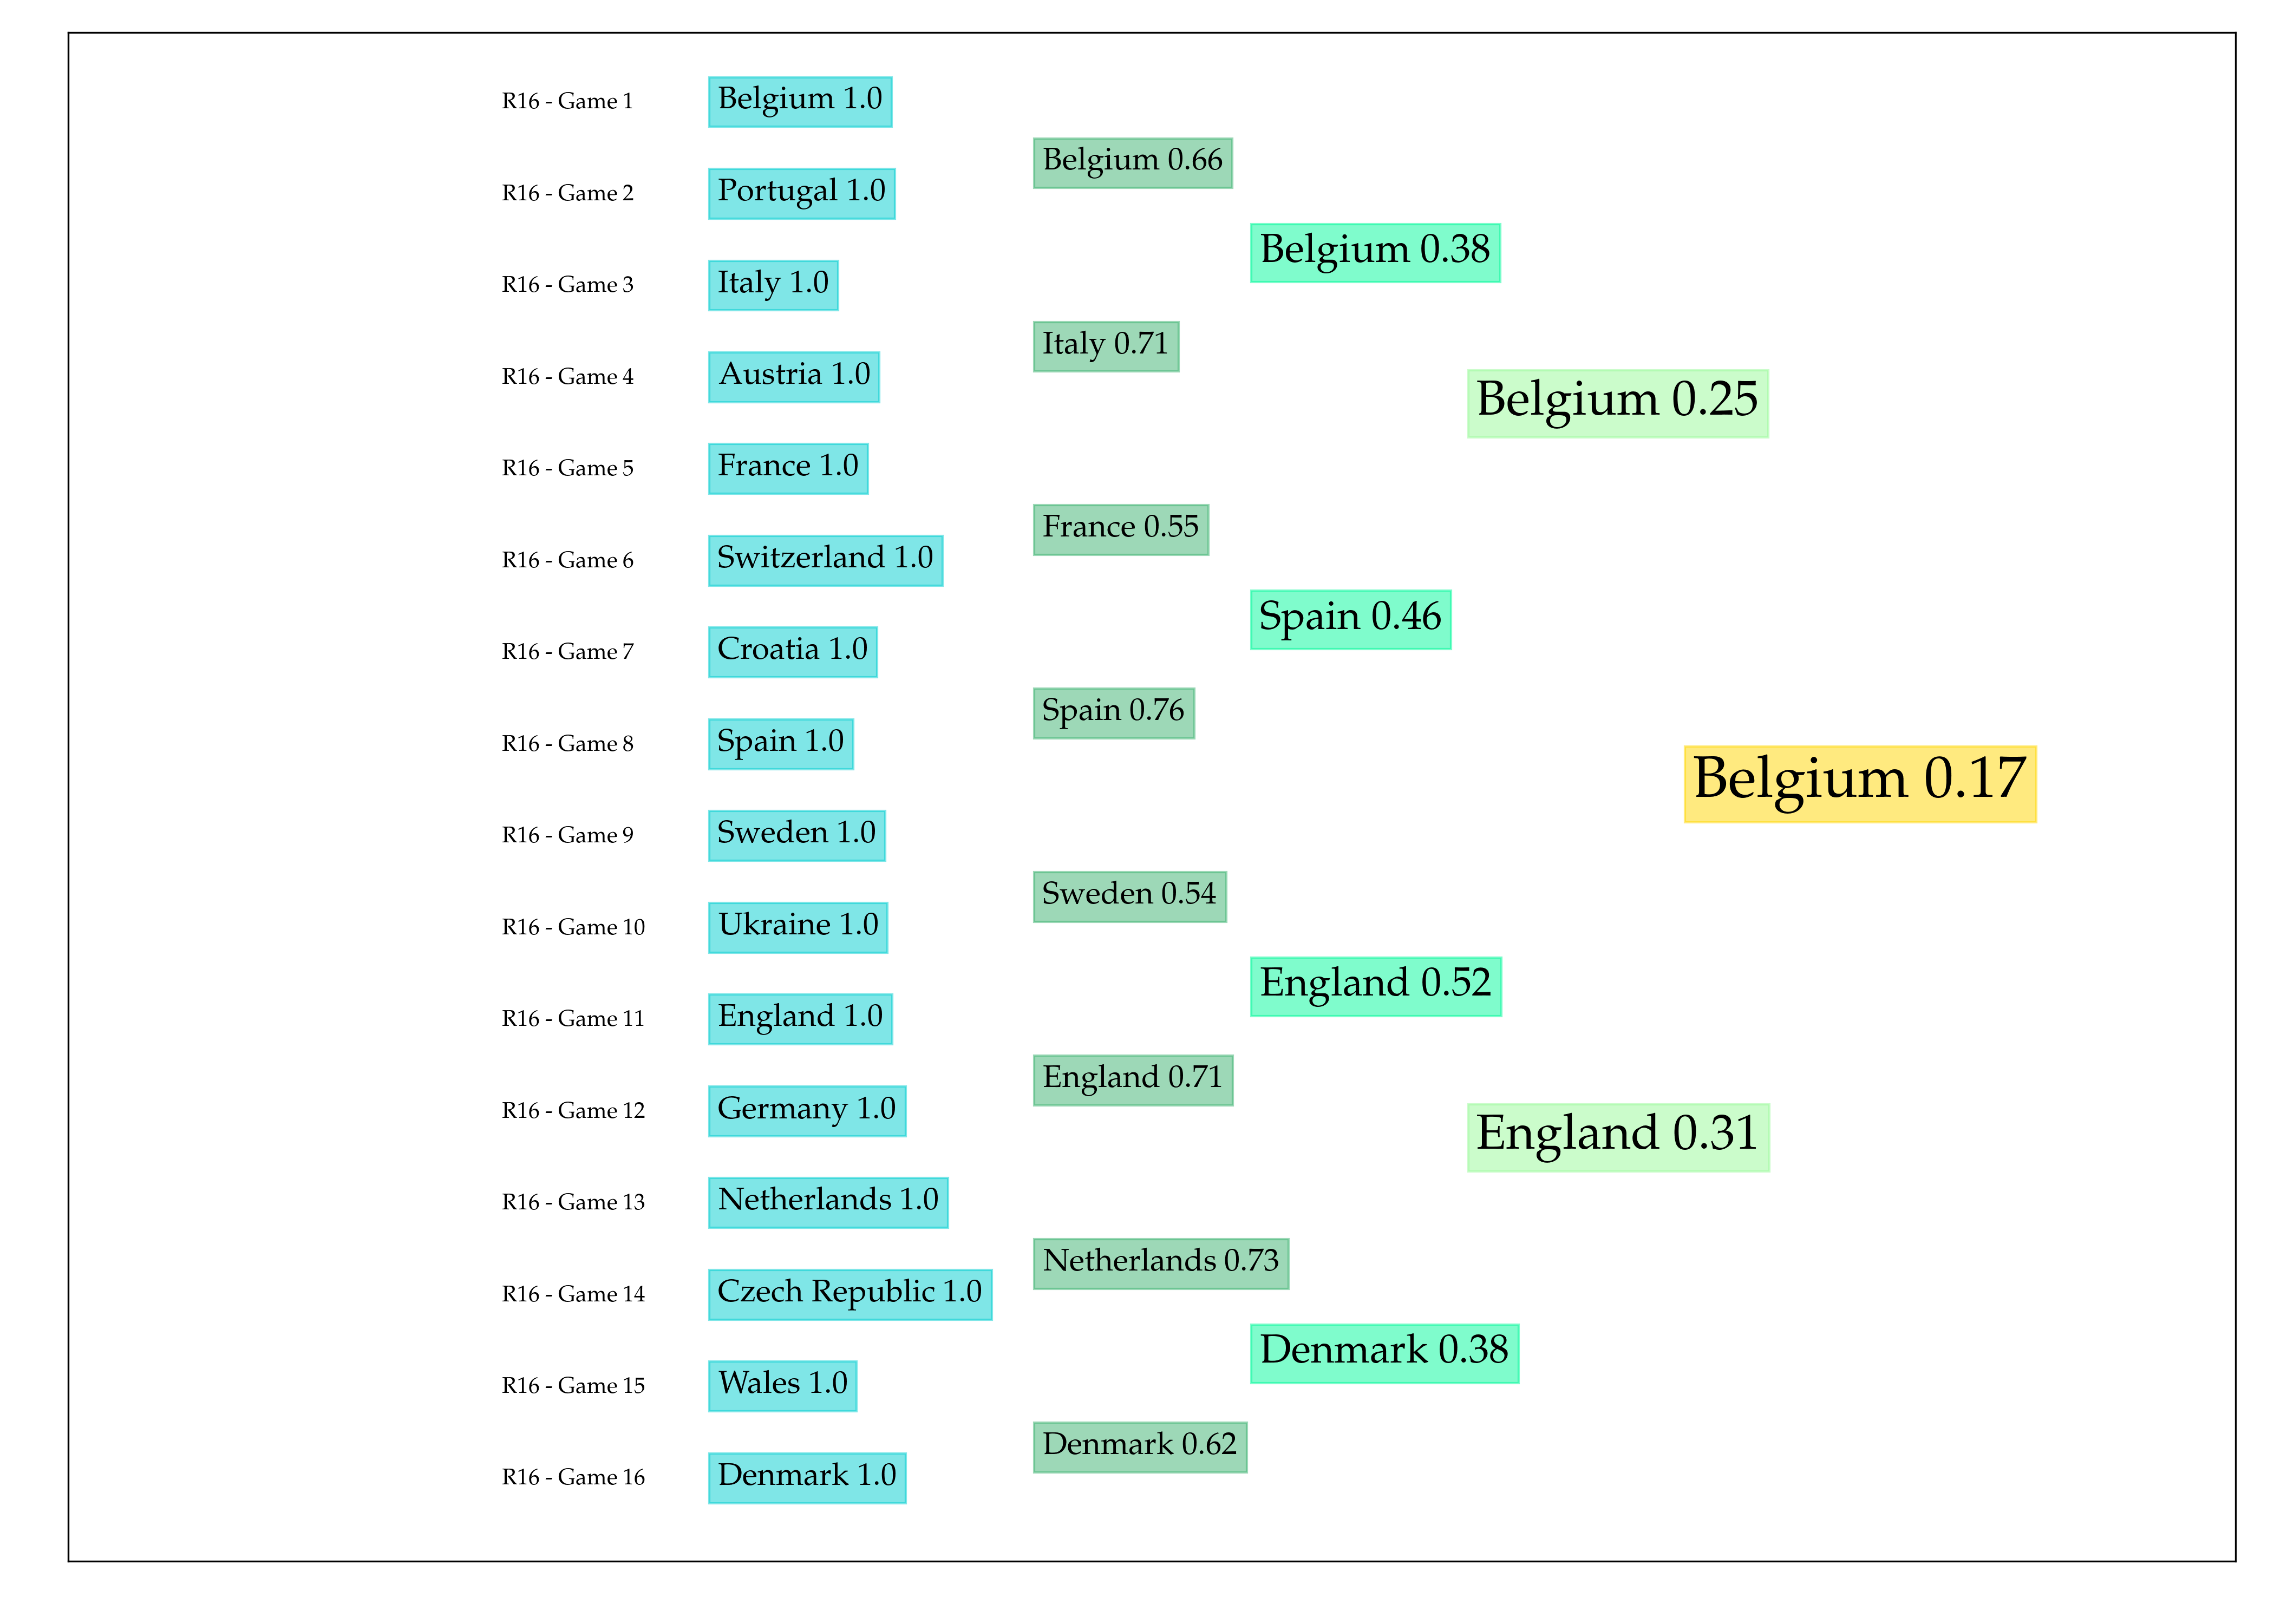 R16 - Game 1
Belgium 1.0
Belgium 0.66
R16 - Game 2
Portugal 1.0
Belgium 0.38
R16 - Game 3
Italy 1.0
Italy 0.71
R16 - Game 4
Austria 1.0
Belgium 0.25
R16 - Game 5
France 1.0
France 0.55
R16 - Game 6
Switzerland 1.0
Spain 0.46
R16 - Game 7
Croatia 1.0
Spain 0.76
R16 - Game 8
Spain 1.0
Belgium 0.17
R16 - Game 9
Sweden 1.0
Sweden 0.54
R16 - Game 10
Ukraine 1.0
England 0.52
R16 - Game 11
England 1.0
England 0.71
R16 - Game 12
Germany 1.0
England 0.31
R16 - Game 13
Netherlands 1.0
Netherlands 0.73
R16 - Game 14
Czech Republic 1.0
Denmark 0.38
R16 - Game 15
Wales 1.0
Denmark 0.62
R16 - Game 16
Denmark 1.0